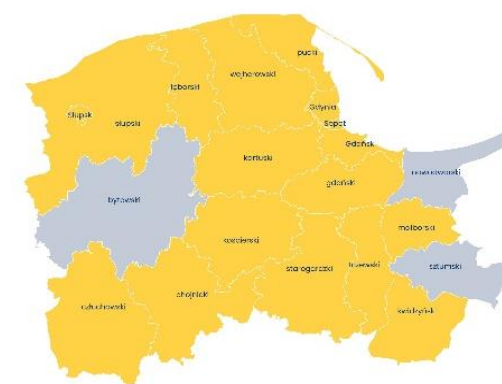 pucki
wejherowski
lęborski
Gdynia
Słupsk
słupski
Sopot
Gdańsk
kartuski
nowodworski
gdański
bytowski
malborski
kościerski
sztumski
starogardzki
tczewski
chojnicki
człuchowski
kwidzyński